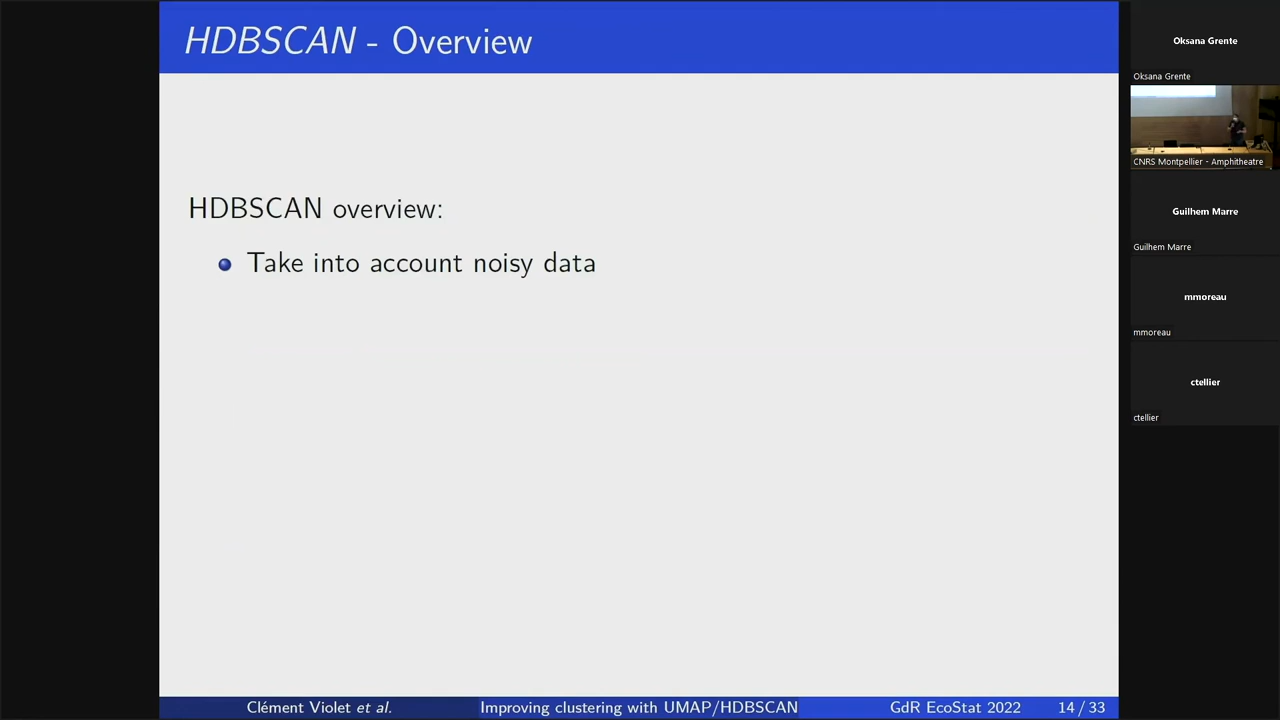 HDBSCAN - Overview
HDBSCAN overview:
Take into account noisy data
Clément Violet et al. Improving clustering with UMAP/HDBSCAN GdR EcoStat 2022 14 / 33
Oksana Grente
Oksana Grente
CNRS Montpellier - Amphitheatre
Guilhem Marre
Guilhem Marre
mmoreau
mmoreau
ctellier
ctellier